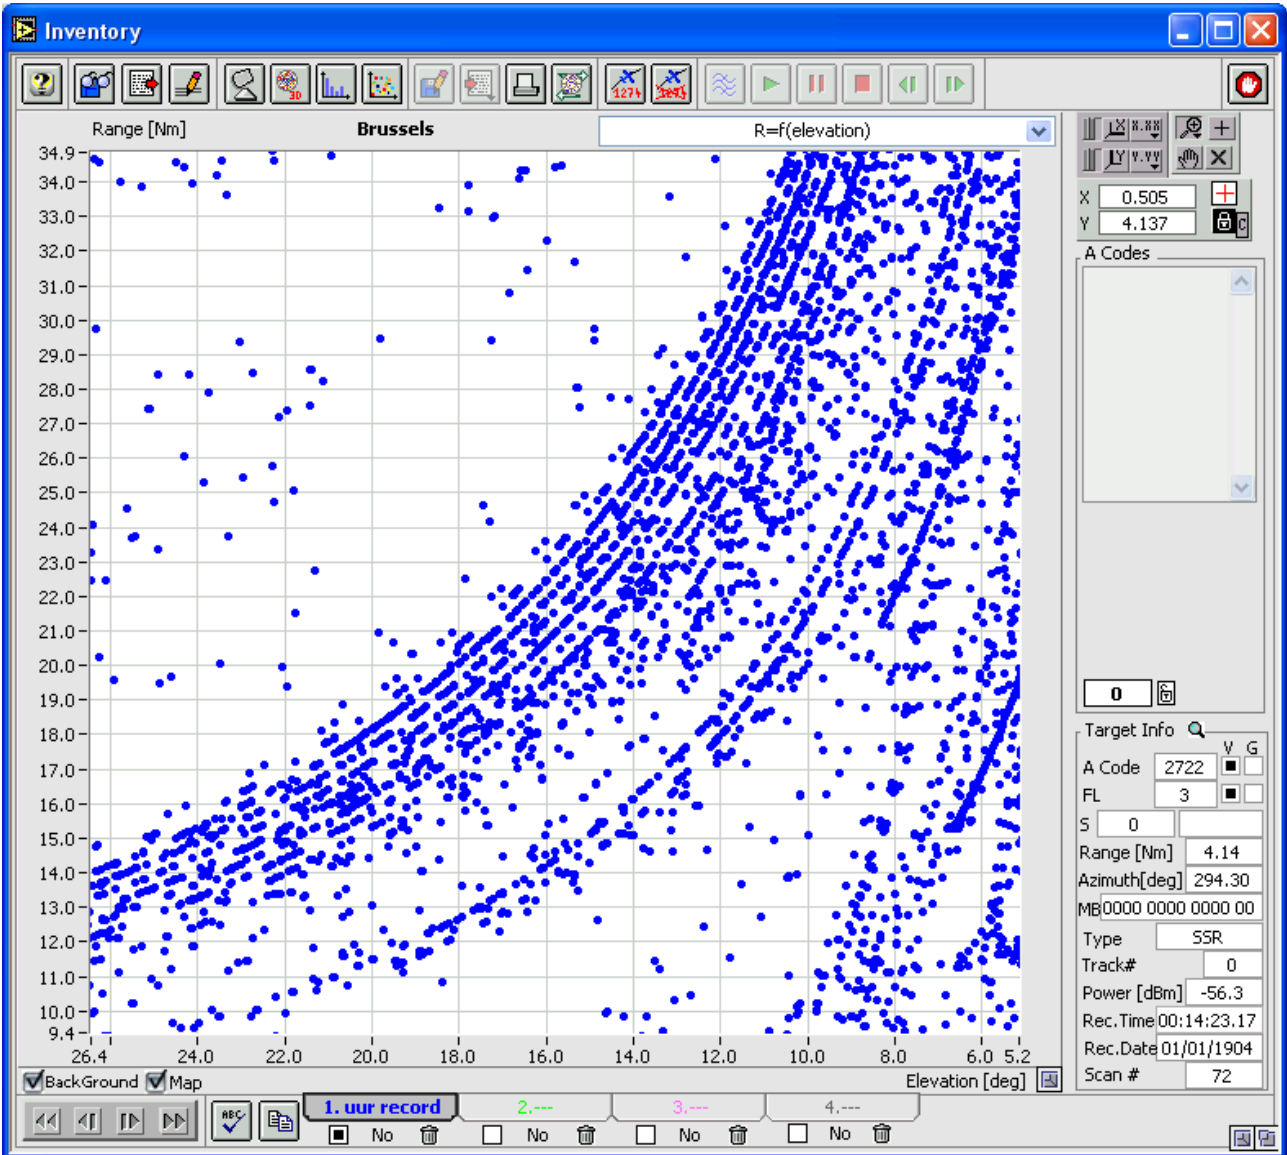 Inventory
Range [Nm]
Brussels
R=f(elevation)
34.9
34.0
33.0
32.0
31.0
30.0
29.0
28.0
27.0
26.0
25.0
24.0
23.0
22.0
21.0
20.0
19.0
18.0
17.0
16.0
15.0
14.0
13.0
12.0
11.0
10.0
9.4
26.4 24.0 22.0 20.0 18.0 16.0 14.0 12.0 10.0 8.0 6.0 5.2
Elevation [deg]
X 0.505
Y 4.137
C
A Codes
0
Target Info
V G
A Code 2722
FL 3
S 0
Range [Nm] 4.14
Azimuth[deg] 294.30
MB 0000 0000 0000 00
Type SSR
Track# 0
Power [dBm] -56.3
Rec.Time 00:14:23.17
Rec.Date 01/01/1904
Scan # 72
BackGround Map
ABC
1. uur record 2.--- 3.--- 4.---
No No No No